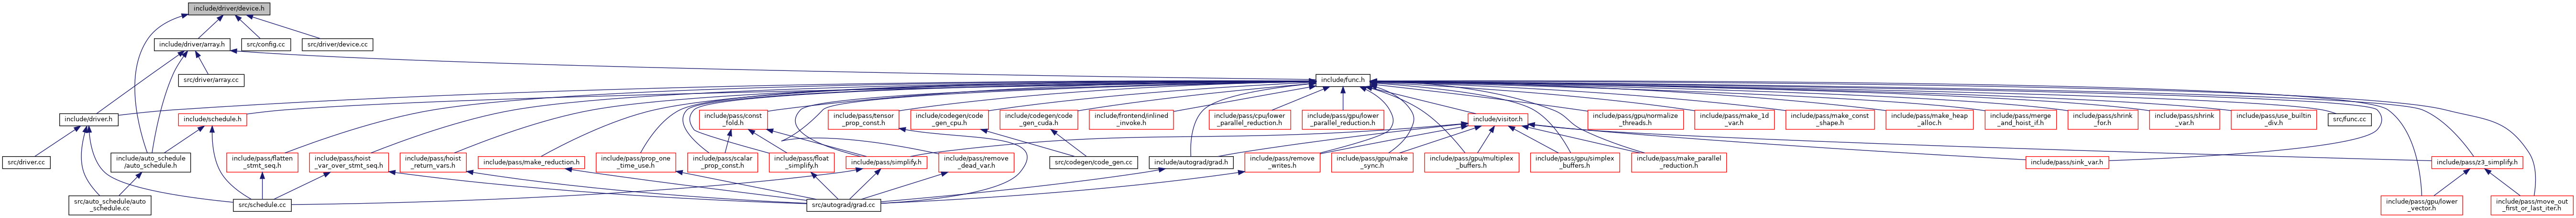 include/driver/device.h
include/driver/array.h
src/config.cc
src/driver/device.cc
src/driver/array.cc
include/func.h
include/driver.h
include/schedule.h
include/pass/const
_fold.h
include/pass/tensor
_prop_const.h
include/codegen/code
_gen_cpu.h
include/codegen/code
_gen_cuda.h
include/frontend/inlined
_invoke.h
include/pass/cpu/lower
_parallel_reduction.h
include/pass/gpu/lower
_parallel_reduction.h
include/visitor.h
include/pass/gpu/normalize
_threads.h
include/pass/make_1d
_var.h
include/pass/make_const
_shape.h
include/pass/make_heap
_alloc.h
include/pass/merge
_and_hoist_if.h
include/pass/shrink
_for.h
include/pass/shrink
_var.h
include/pass/use_builtin
_div.h
src/func.cc
src/driver.cc
include/auto_schedule
/auto_schedule.h
include/pass/flatten
_stmt_seq.h
include/pass/hoist
_var_over_stmt_seq.h
include/pass/hoist
_return_vars.h
include/pass/make_reduction.h
include/pass/prop_one
_time_use.h
include/pass/scalar
_prop_const.h
include/pass/float
_simplify.h
include/pass/simplify.h
include/pass/remove
_dead_var.h
src/codegen/code_gen.cc
include/autograd/grad.h
include/pass/remove
_writes.h
include/pass/gpu/make
_sync.h
include/pass/gpu/multiplex
_buffers.h
include/pass/gpu/simplex
_buffers.h
include/pass/make_parallel
_reduction.h
include/pass/sink_var.h
include/pass/z3_simplify.h
src/auto_schedule/auto
_schedule.cc
src/schedule.cc
src/autograd/grad.cc
include/pass/gpu/lower
_vector.h
include/pass/move_out
_first_or_last_iter.h